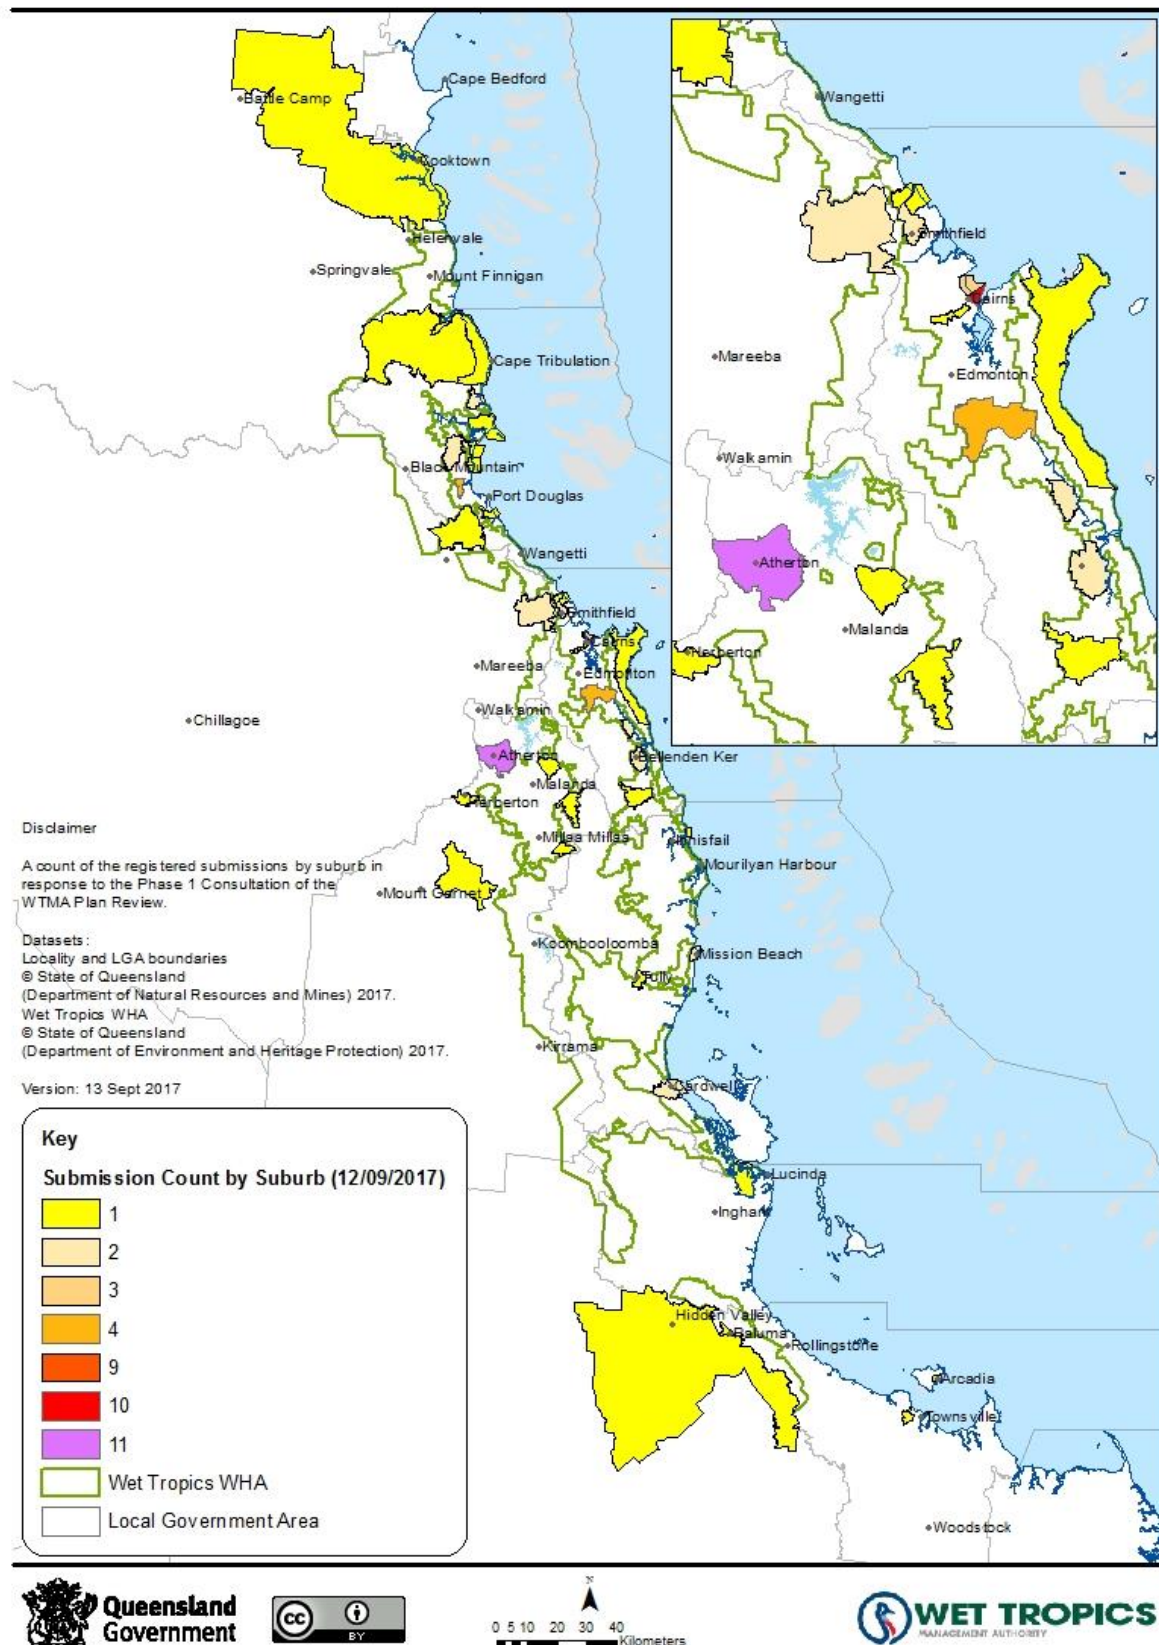 Cape Bedford
Battle Camp
Cooktown
Helenvale
Springvale
Mount Finnigan
Cape Tribulation
Black Mountain
Port Douglas
Wangetti
Smithfield
Cairns
Mareeba
Edmonton
Walkamin
Chillagoe
Atherton
Bellenden Ker
Malanda
Herberton
Millaa Millaa
Innisfail
Mourilyan Harbour
Mount Garnet
Koombooloomba
Mission Beach
Tully
Kirrama
Cardwell
Lucinda
Ingham
Hidden Valley
Paluma
Rollingstone
Arcadia
Townsville
Woodstock
Wangetti
Smithfield
Cairns
Mareeba
Edmonton
Walkamin
Atherton
Malanda
Herberton
Disclaimer
A count of the registered submissions by suburb in
response to the Phase 1 Consultation of the
WTMA Plan Review.
Datasets:
Locality and LGA boundaries
© State of Queensland
(Department of Natural Resources and Mines) 2017.
Wet Tropics WHA
© State of Queensland
(Department of Environment and Heritage Protection) 2017.
Version: 13 Sept 2017
Key
Submission Count by Suburb (12/09/2017)
1
2
3
4
9
10
11
Wet Tropics WHA
Local Government Area
Queensland
Government
cc
BY
N
0 5 10 20 30 40
Kilometers
WET TROPICS
MANAGEMENT AUTHORITY